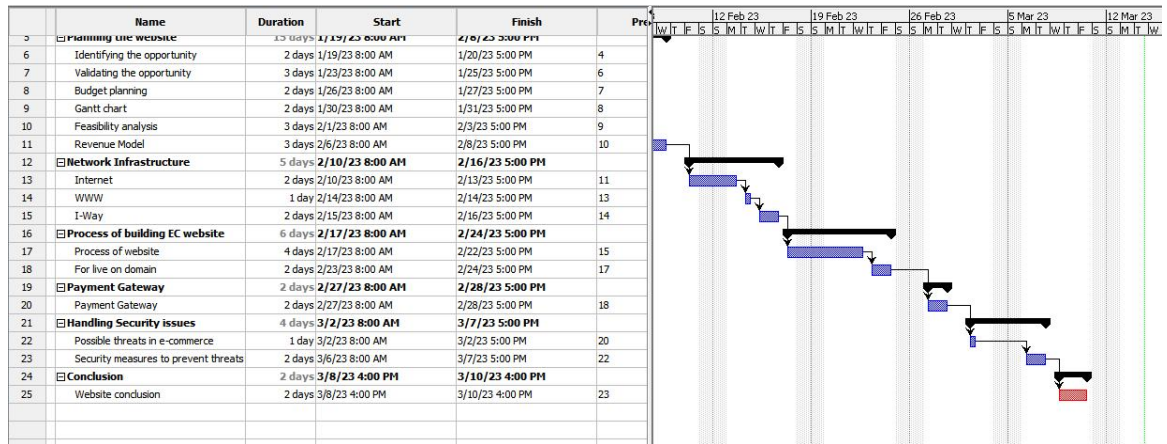 Name Duration Start Finish Pre 12 Feb 23 19 Feb 23 26 Feb 23 5 Mar 23 12 Mar 23
W T F S S M T W T F S S M T W T F S S M T W T F S S M T W T F S S M T W
5 Planning the website 15 days 1/19/23 8:00 AM 2/8/23 5:00 PM
6 Identifying the opportunity 2 days 1/19/23 8:00 AM 1/20/23 5:00 PM 4
7 Validating the opportunity 3 days 1/23/23 8:00 AM 1/25/23 5:00 PM 6
8 Budget planning 2 days 1/26/23 8:00 AM 1/27/23 5:00 PM 7
9 Gantt chart 2 days 1/30/23 8:00 AM 1/31/23 5:00 PM 8
10 Feasibility analysis 3 days 2/1/23 8:00 AM 2/3/23 5:00 PM 9
11 Revenue Model 3 days 2/6/23 8:00 AM 2/8/23 5:00 PM 10
12 Network Infrastructure 5 days 2/10/23 8:00 AM 2/16/23 5:00 PM
13 Internet 2 days 2/10/23 8:00 AM 2/13/23 5:00 PM 11
14 WWW 1 day 2/14/23 8:00 AM 2/14/23 5:00 PM 13
15 I-Way 2 days 2/15/23 8:00 AM 2/16/23 5:00 PM 14
16 Process of building EC website 6 days 2/17/23 8:00 AM 2/24/23 5:00 PM
17 Process of website 4 days 2/17/23 8:00 AM 2/22/23 5:00 PM 15
18 For live on domain 2 days 2/23/23 8:00 AM 2/24/23 5:00 PM 17
19 Payment Gateway 2 days 2/27/23 8:00 AM 2/28/23 5:00 PM
20 Payment Gateway 2 days 2/27/23 8:00 AM 2/28/23 5:00 PM 18
21 Handling Security issues 4 days 3/2/23 8:00 AM 3/7/23 5:00 PM
22 Possible threats in e-commerce 1 day 3/2/23 8:00 AM 3/2/23 5:00 PM 20
23 Security measures to prevent threats 2 days 3/6/23 8:00 AM 3/7/23 5:00 PM 22
24 Conclusion 2 days 3/8/23 4:00 PM 3/10/23 4:00 PM
25 Website conclusion 2 days 3/8/23 4:00 PM 3/10/23 4:00 PM 23